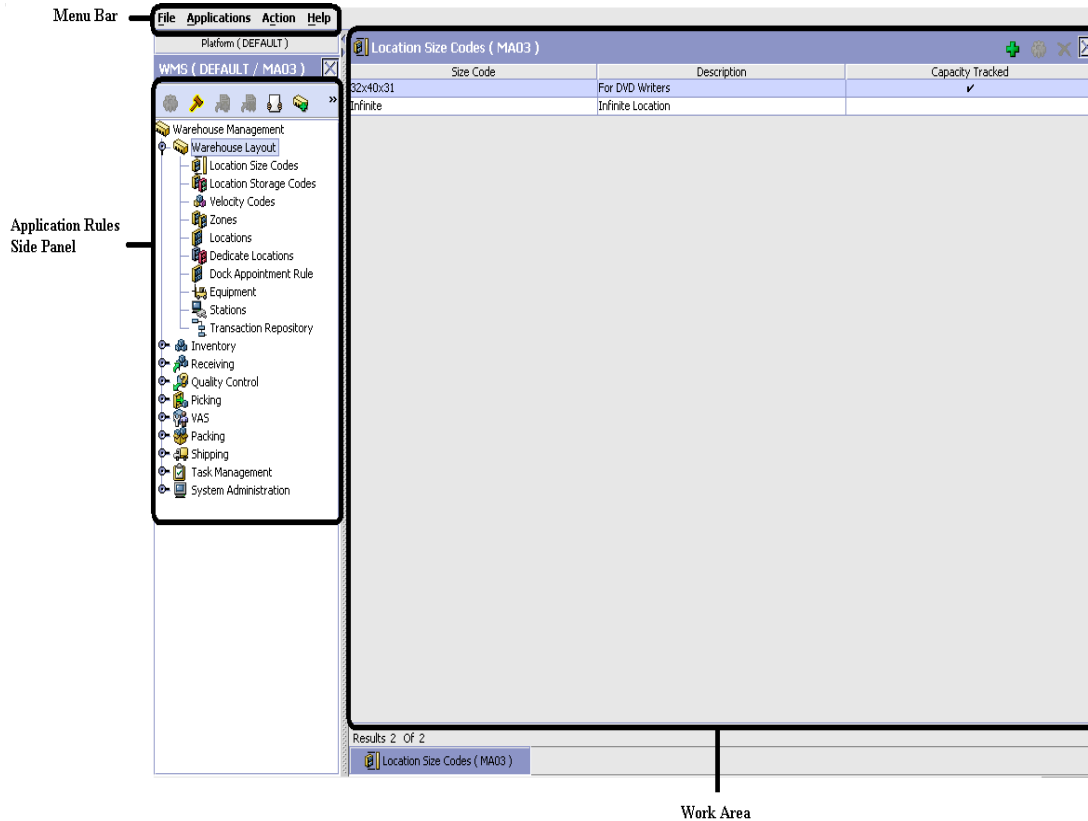 Menu Bar
File Applications Action Help
Platform ( DEFAULT )
WMS ( DEFAULT / MA03 )
»
Warehouse Management
Warehouse Layout
Location Size Codes
Location Storage Codes
Velocity Codes
Zones
Locations
Dedicate Locations
Dock Appointment Rule
Equipment
Stations
Transaction Repository
Inventory
Receiving
Quality Control
Picking
VAS
Packing
Shipping
Task Management
System Administration
Application Rules
Side Panel
Location Size Codes ( MA03 )
Size Code Description Capacity Tracked
32x40x31 For DVD Writers ✔
Infinite Infinite Location
Results 2 Of 2
Location Size Codes ( MA03 )
Work Area